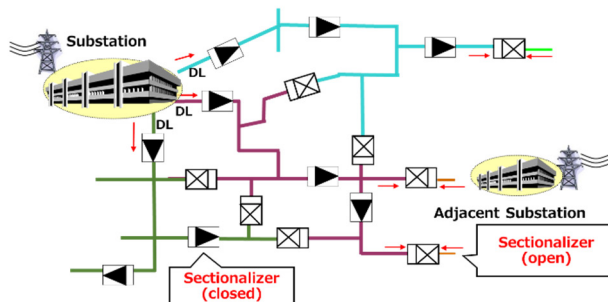 Substation
DL
DL
DL
Adjacent Substation
Sectionalizer
(open)
Sectionalizer
(closed)